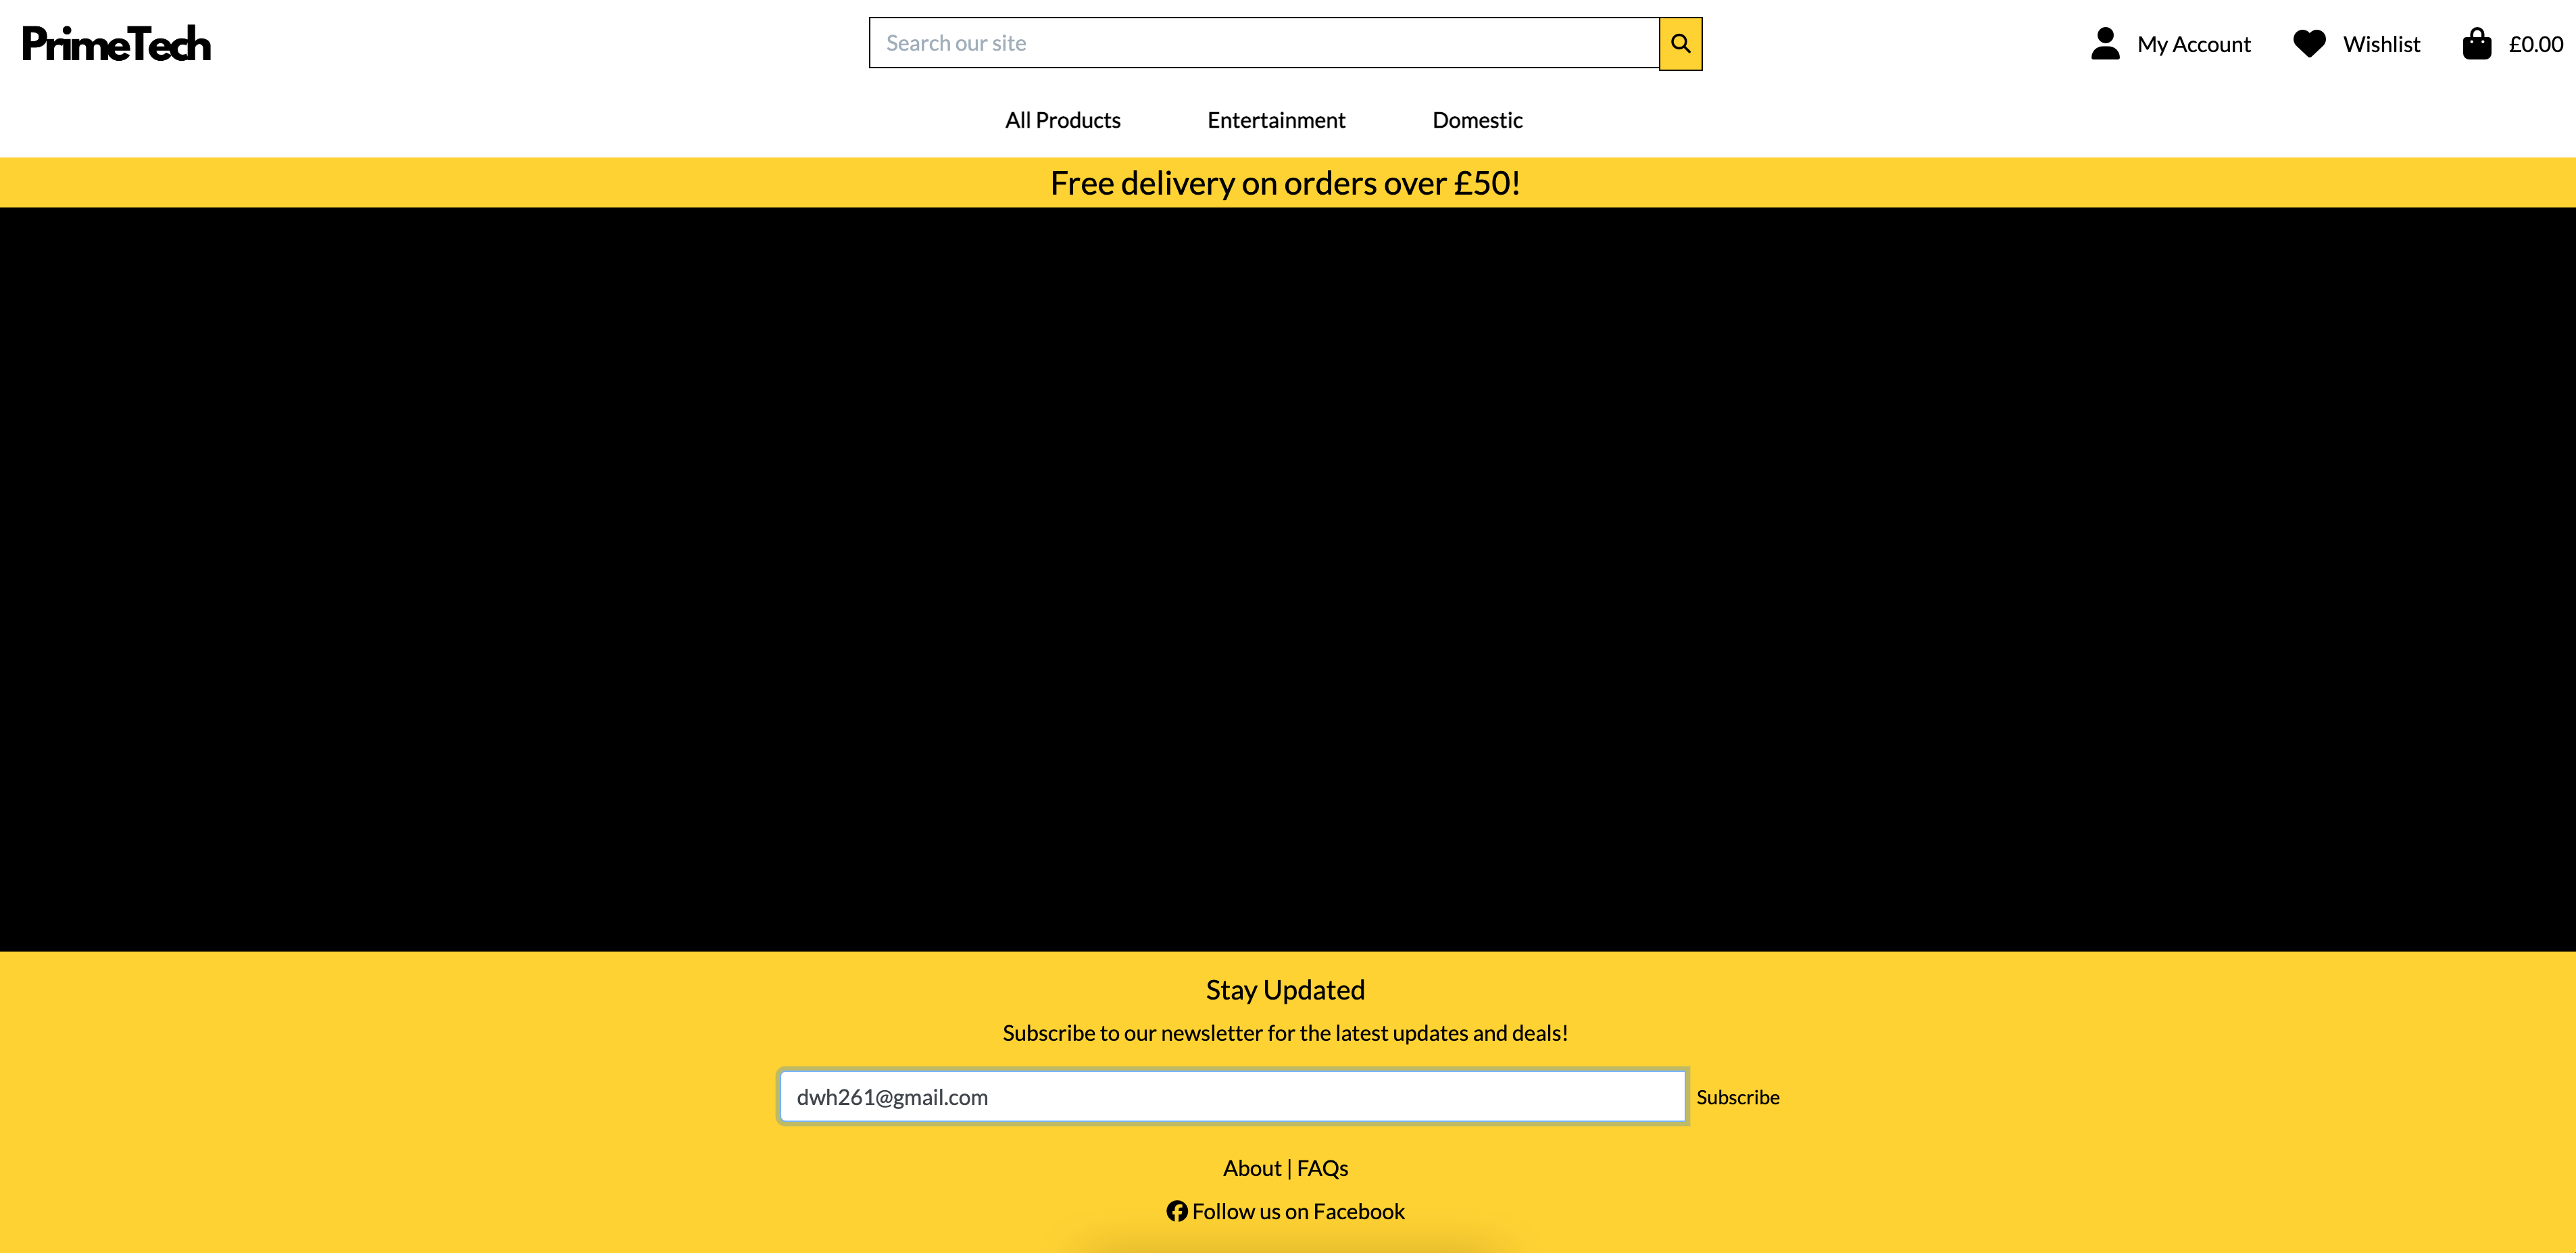 PrimeTech
Search our site
My Account
Wishlist
£0.00
All Products
Entertainment
Domestic
Free delivery on orders over £50!
Stay Updated
Subscribe to our newsletter for the latest updates and deals!
dwh261@gmail.com
Subscribe
About | FAQs
Follow us on Facebook